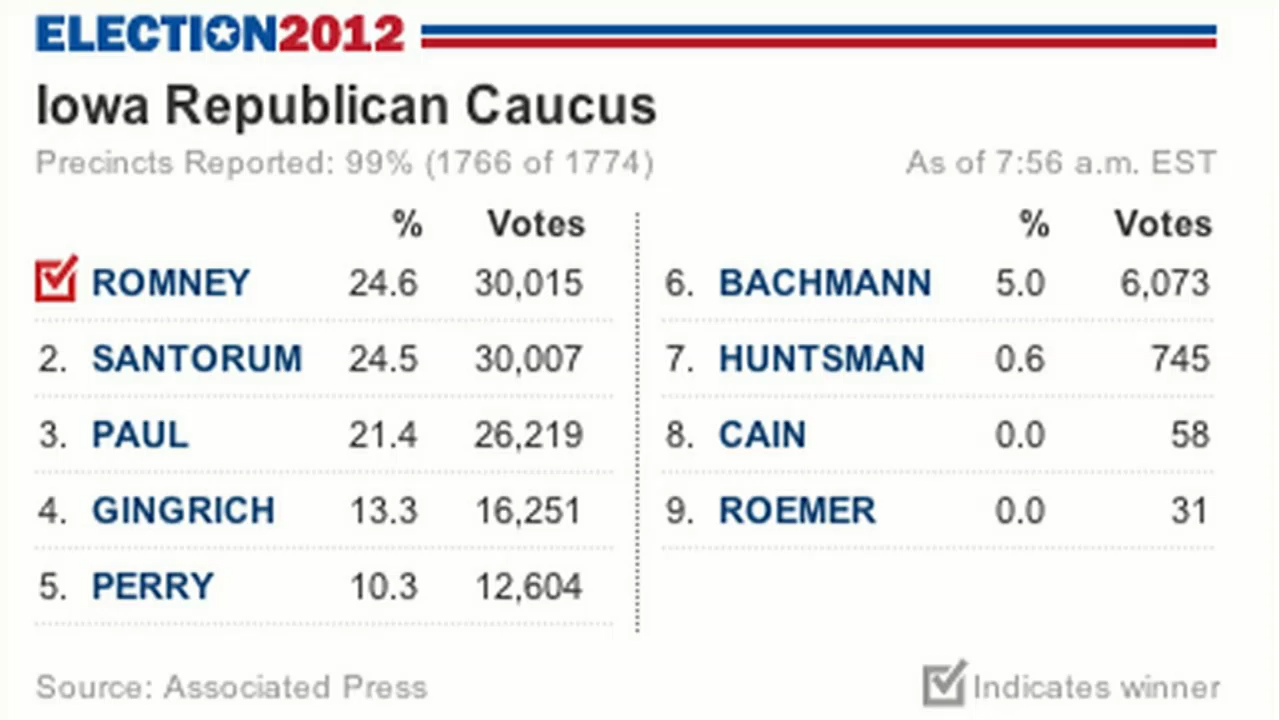 ELECTION2012
Iowa Republican Caucus
Precincts Reported: 99% (1766 of 1774) As of 7:56 a.m. EST
% Votes % Votes
ROMNEY 24.6 30,015 6. BACHMANN 5.0 6,073
2. SANTORUM 24.5 30,007 7. HUNTSMAN 0.6 745
3. PAUL 21.4 26,219 8. CAIN 0.0 58
4. GINGRICH 13.3 16,251 9. ROEMER 0.0 31
5. PERRY 10.3 12,604
Source: Associated Press Indicates winner